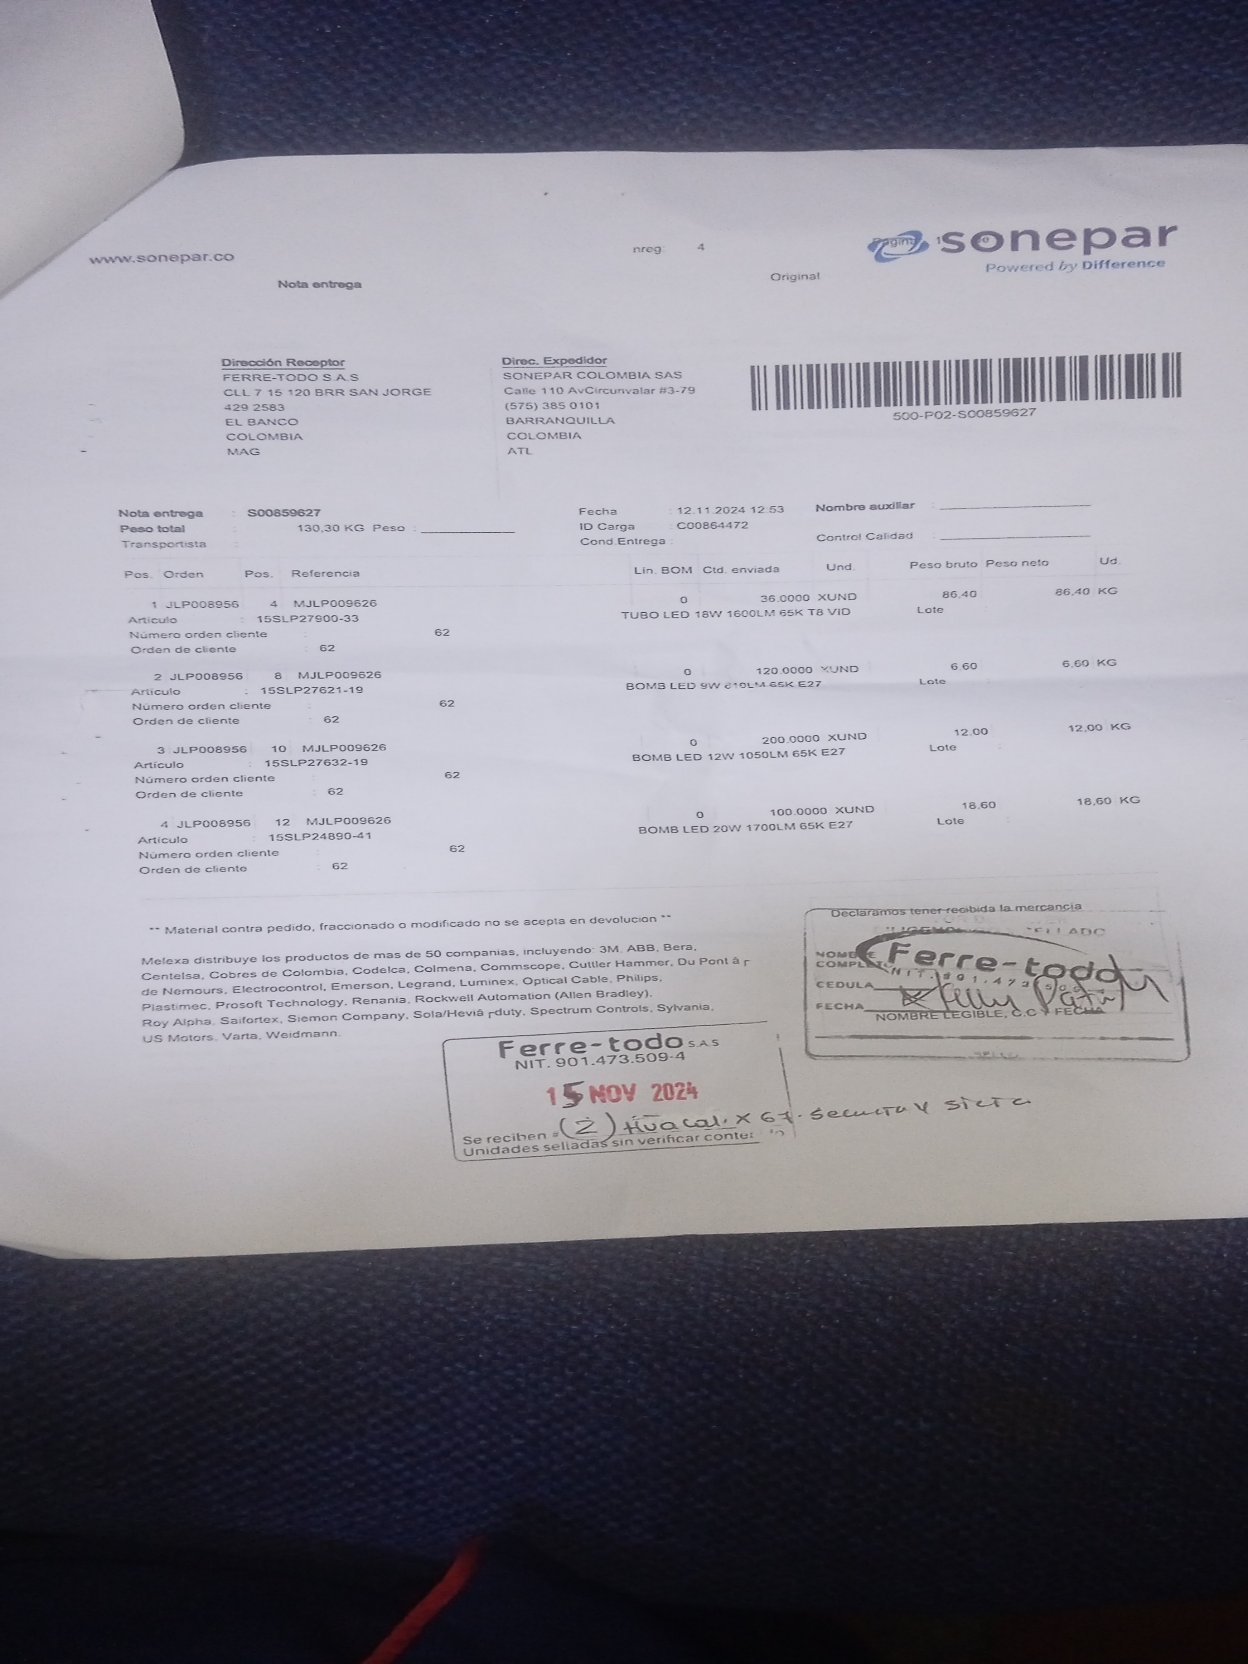 www.sonepar.co
nreg: 4
sonepar
Powered by Difference
Nota entrega
Original
Dirección Receptor
FERRE-TODO S.A.S
CLL 7 15 120 BRR SAN JORGE
429 2583
EL BANCO
COLOMBIA
MAG
Direc. Expedidor
SONEPAR COLOMBIA SAS
Calle 110 AvCircunvalar #3-79
(575) 385 0101
BARRANQUILLA
COLOMBIA
ATL
500-P02-S00859627
Nota entrega : S00859627
Peso total : 130,30 KG Peso : ____________
Transportista :
Fecha : 12.11.2024 12:53
ID Carga : C00864472
Cond.Entrega :
Nombre auxiliar : ____________
Control Calidad : ____________
Pos. Orden Pos. Referencia Lin. BOM Ctd. enviada Und. Peso bruto Peso neto Ud.
1 JLP008956 4 MJLP009626 0 36.0000 XUND 86,40 86,40 KG
Artículo : 15SLP27900-33 TUBO LED 18W 1600LM 65K T8 VID Lote
Número orden cliente : 62
Orden de cliente : 62
2 JLP008956 8 MJLP009626 0 120.0000 XUND 6.60 6,60 KG
Artículo : 15SLP27621-19 BOMB LED 9W 810LM 65K E27 Lote
Número orden cliente : 62
Orden de cliente : 62
3 JLP008956 10 MJLP009626 0 200.0000 XUND 12.00 12,00 KG
Artículo : 15SLP27632-19 BOMB LED 12W 1050LM 65K E27 Lote
Número orden cliente : 62
Orden de cliente : 62
4 JLP008956 12 MJLP009626 0 100.0000 XUND 18,60 18,60 KG
Artículo : 15SLP24890-41 BOMB LED 20W 1700LM 65K E27 Lote
Número orden cliente : 62
Orden de cliente : 62
** Material contra pedido, fraccionado o modificado no se acepta en devolucion **
Melexa distribuye los productos de mas de 50 companias, incluyendo: 3M, ABB, Bera,
Centelsa, Cobres de Colombia, Codelca, Colmena, Commscope, Cuttler Hammer, Du Pont
de Nemours, Electrocontrol, Emerson, Legrand, Luminex, Optical Cable, Philips,
Plastimec, Prosoft Technology, Renania, Rockwell Automation (Allen Bradley),
Roy Alpha, Saifortex, Siemon Company, Sola/Heviâ rduty, Spectrum Controls, Sylvania,
US Motors, Varta, Weidmann.
Declaramos tener recibida la mercancia
NOMBRE
COMPLETO
Ferre-todo
CEDULA
FECHA
NOMBRE LEGIBLE, C.C Y FECHA
Ferre-todo S.A.S
NIT. 901.473.509-4
15 NOV 2024
Se reciben # (2) Huacal
Unidades selladas sin verificar conte